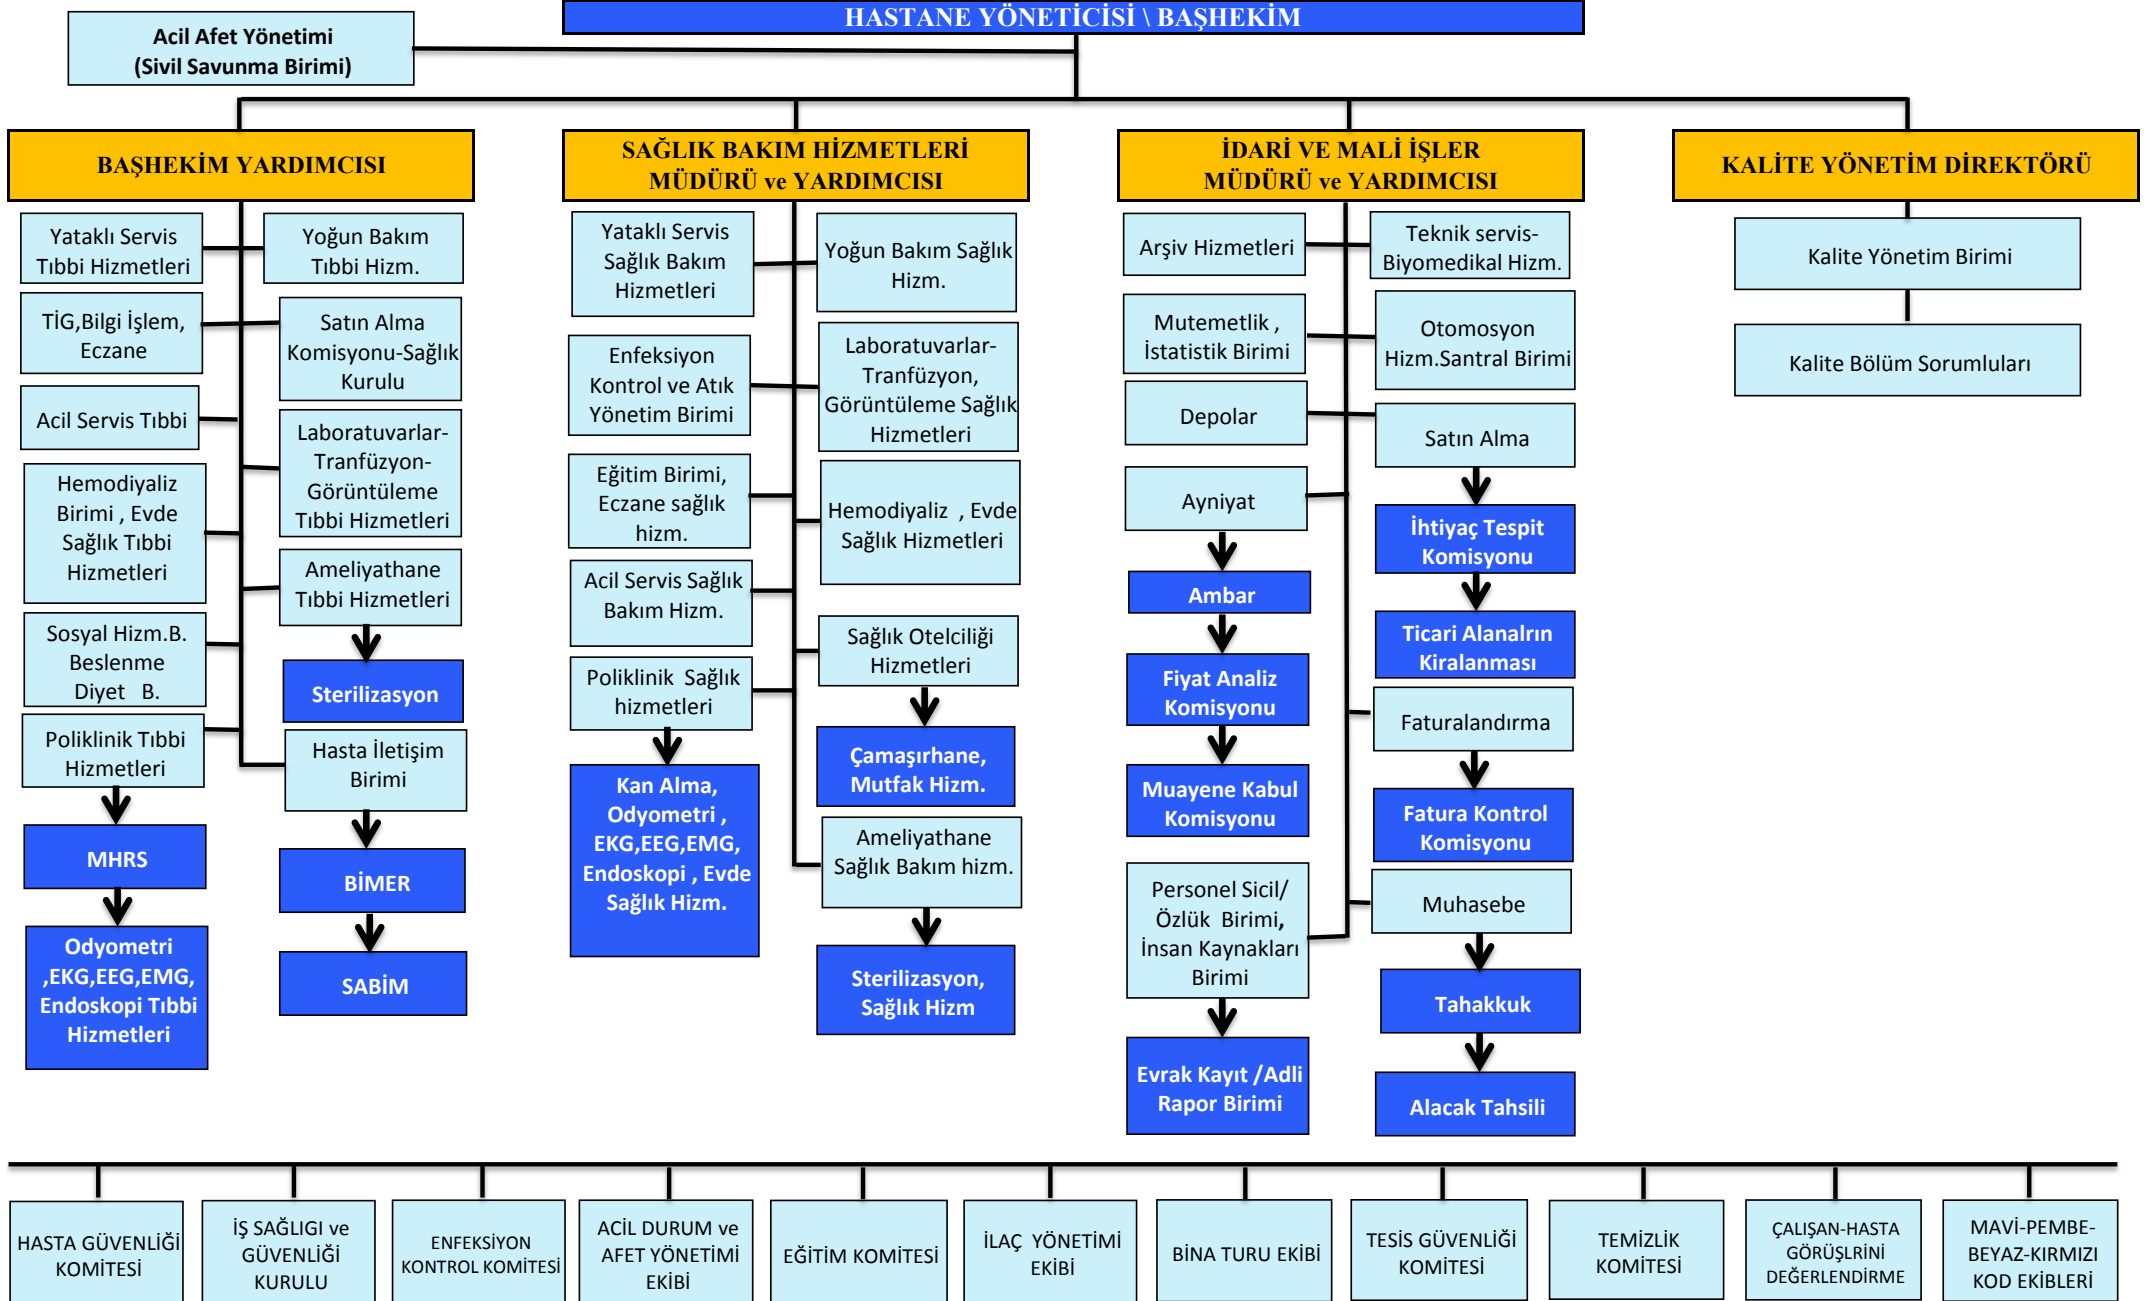 HASTANE YÖNETİCİSİ \ BAŞHEKİM
Acil Afet Yönetimi
(Sivil Savunma Birimi)
BAŞHEKİM YARDIMCISI
Yataklı Servis
Tıbbi Hizmetleri
Yoğun Bakım
Tıbbi Hizm.
TİG,Bilgi İşlem,
Eczane
Satın Alma
Komisyonu-Sağlık
Kurulu
Acil Servis Tıbbi
Laboratuvarlar-
Tranfüzyon-
Görüntüleme
Tıbbi Hizmetleri
Hemodiyaliz
Birimi , Evde
Sağlık Tıbbi
Hizmetleri
Ameliyathane
Tıbbi Hizmetleri
Sterilizasyon
Sosyal Hizm.B.
Beslenme
Diyet B.
Poliklinik Tıbbi
Hizmetleri
MHRS
Odyometri
,EKG,EEG,EMG,
Endoskopi Tıbbi
Hizmetleri
Hasta İletişim
Birimi
BİMER
SABİM
SAĞLIK BAKIM HİZMETLERİ
MÜDÜRÜ ve YARDIMCISI
Yataklı Servis
Sağlık Bakım
Hizmetleri
Yoğun Bakım Sağlık
Hizm.
Enfeksiyon
Kontrol ve Atık
Yönetim Birimi
Laboratuvarlar-
Tranfüzyon,
Görüntüleme Sağlık
Hizmetleri
Eğitim Birimi,
Eczane sağlık
hizm.
Hemodiyaliz , Evde
Sağlık Hizmetleri
Acil Servis Sağlık
Bakım Hizm.
Sağlık Otelciliği
Hizmetleri
Çamaşırhane,
Mutfak Hizm.
Poliklinik Sağlık
hizmetleri
Kan Alma,
Odyometri ,
EKG,EEG,EMG,
Endoskopi , Evde
Sağlık Hizm.
Ameliyathane
Sağlık Bakım hizm.
Sterilizasyon,
Sağlık Hizm
İDARİ VE MALİ İŞLER
MÜDÜRÜ ve YARDIMCISI
Arşiv Hizmetleri
Teknik servis-
Biyomedikal Hizm.
Mutemetlik ,
İstatistik Birimi
Otomosyon
Hizm.Santral Birimi
Depolar
Satın Alma
İhtiyaç Tespit
Komisyonu
Ticari Alanalrın
Kiralanması
Ayniyat
Ambar
Fiyat Analiz
Komisyonu
Muayene Kabul
Komisyonu
Faturalandırma
Fatura Kontrol
Komisyonu
Personel Sicil/
Özlük Birimi,
İnsan Kaynakları
Birimi
Evrak Kayıt /Adli
Rapor Birimi
Muhasebe
Tahakkuk
Alacak Tahsili
KALİTE YÖNETİM DİREKTÖRÜ
Kalite Yönetim Birimi
Kalite Bölüm Sorumluları
HASTA GÜVENLİĞİ
KOMİTESİ
İŞ SAĞLIGI ve
GÜVENLİĞİ
KURULU
ENFEKSİYON
KONTROL KOMİTESİ
ACİL DURUM ve
AFET YÖNETİMİ
EKİBİ
EĞİTİM KOMİTESİ
İLAÇ YÖNETİMİ
EKİBİ
BİNA TURU EKİBİ
TESIS GÜVENLİĞİ
KOMİTESİ
TEMİZLİK
KOMİTESİ
ÇALIŞAN-HASTA
GÖRÜŞLRİNİ
DEĞERLENDİRME
MAVİ-PEMBE-
BEYAZ-KIRMIZI
KOD EKİBLERİ